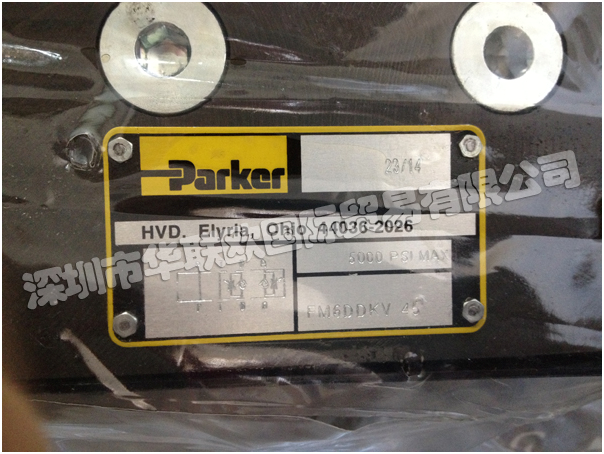 Parker
23/14
HVD. Elyria, Ohio 44036-2026
5000 PSI MAX
FM6DDKV 
深圳市华联欧国际贸易有限公司